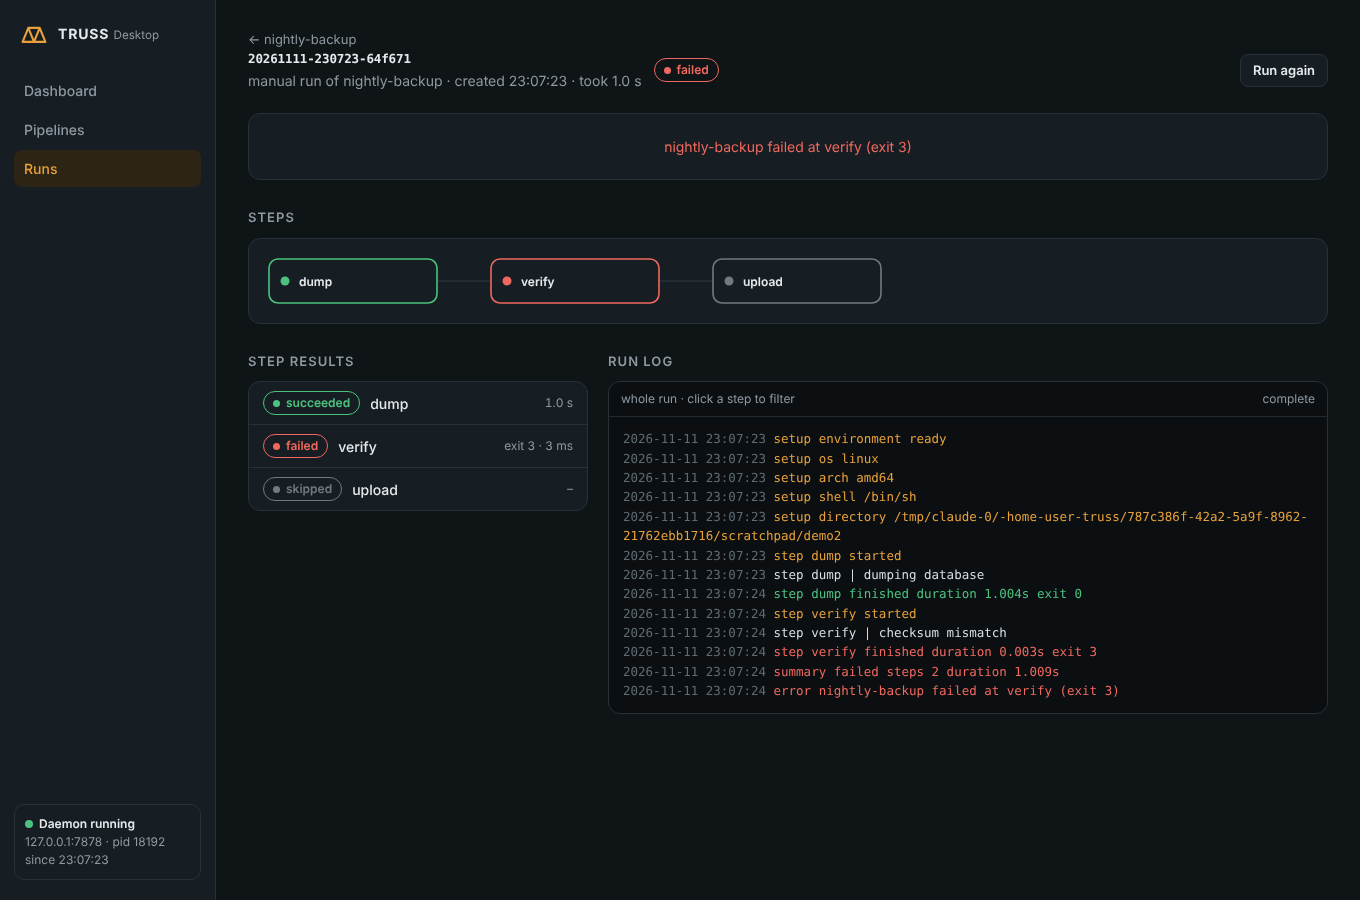 TRUSS Desktop
Dashboard
Pipelines
Runs
Daemon running
127.0.0.1:7878 · pid 18192
since 23:07:23
← nightly-backup
20261111-230723-64f671
manual run of nightly-backup · created 23:07:23 · took 1.0 s
failed
Run again
nightly-backup failed at verify (exit 3)
STEPS
dump
verify
upload
STEP RESULTS
succeeded dump 1.0 s
failed verify exit 3 · 3 ms
skipped upload –
RUN LOG
whole run · click a step to filter complete
2026-11-11 23:07:23 setup environment ready
2026-11-11 23:07:23 setup os linux
2026-11-11 23:07:23 setup arch amd64
2026-11-11 23:07:23 setup shell /bin/sh
2026-11-11 23:07:23 setup directory /tmp/claude-0/-home-user-truss/787c386f-42a2-5a9f-8962-
21762ebb1716/scratchpad/demo2
2026-11-11 23:07:23 step dump started
2026-11-11 23:07:23 step dump | dumping database
2026-11-11 23:07:24 step dump finished duration 1.004s exit 0
2026-11-11 23:07:24 step verify started
2026-11-11 23:07:24 step verify | checksum mismatch
2026-11-11 23:07:24 step verify finished duration 0.003s exit 3
2026-11-11 23:07:24 summary failed steps 2 duration 1.009s
2026-11-11 23:07:24 error nightly-backup failed at verify (exit 3)